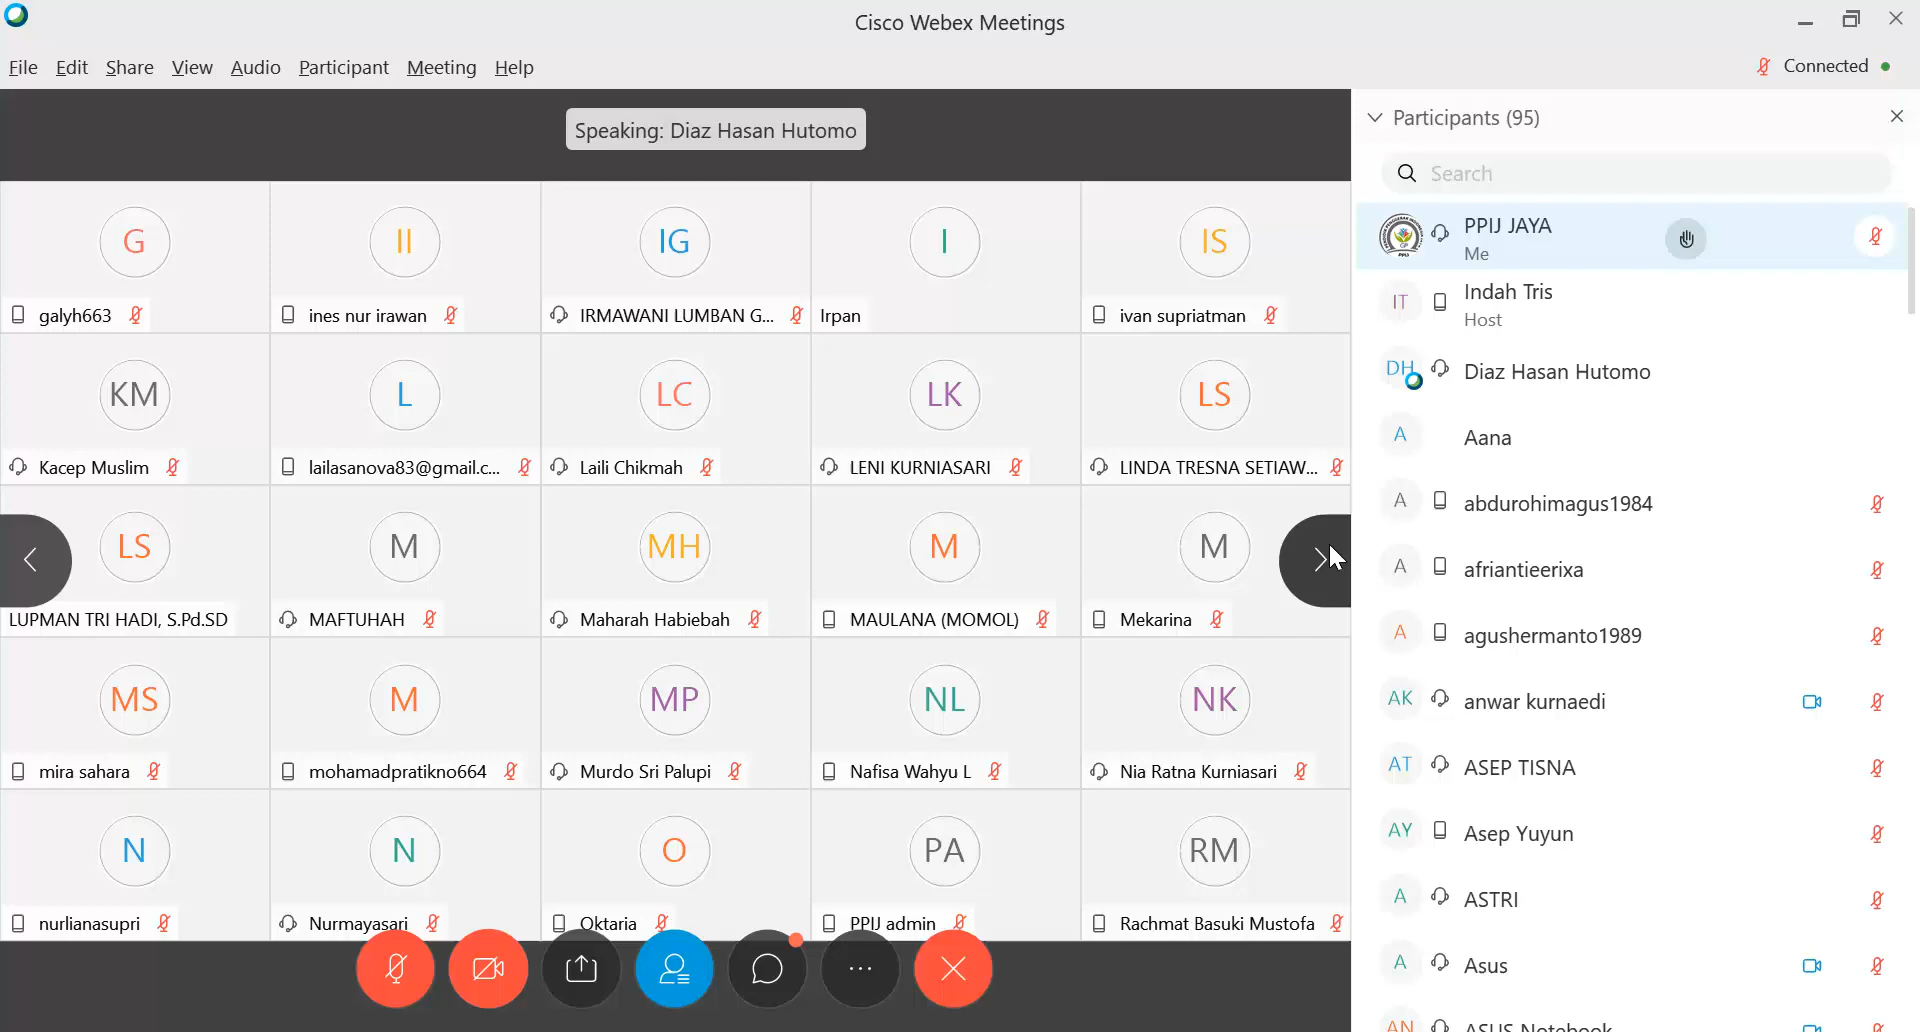 Cisco Webex Meetings
File Edit Share View Audio Participant Meeting Help
Connected
Speaking: Diaz Hasan Hutomo
G II IG I IS
galyh663 ines nur irawan IRMAWANI LUMBAN G... Irpan ivan supriatman
KM L LC LK LS
Kacep Muslim lailasanova83@gmail.c... Laili Chikmah LENI KURNIASARI LINDA TRESNA SETIAW...
LS M MH M M
LUPMAN TRI HADI, S.Pd.SD MAFTUHAH Maharah Habiebah MAULANA (MOMOL) Mekarina
MS M MP NL NK
mira sahara mohamadpratikno664 Murdo Sri Palupi Nafisa Wahyu L Nia Ratna Kurniasari
N N O PA RM
nurlianasupri Nurmayasari Oktaria PPIJ admin Rachmat Basuki Mustofa
Participants (95)
Search
PPIJ JAYA
Me
IT Indah Tris
Host
DH Diaz Hasan Hutomo
A Aana
A abdurohimagus1984
A afriantieerixa
A agushermanto1989
AK anwar kurnaedi
AT ASEP TISNA
AY Asep Yuyun
A ASTRI
A Asus
AN ASUS Notebook